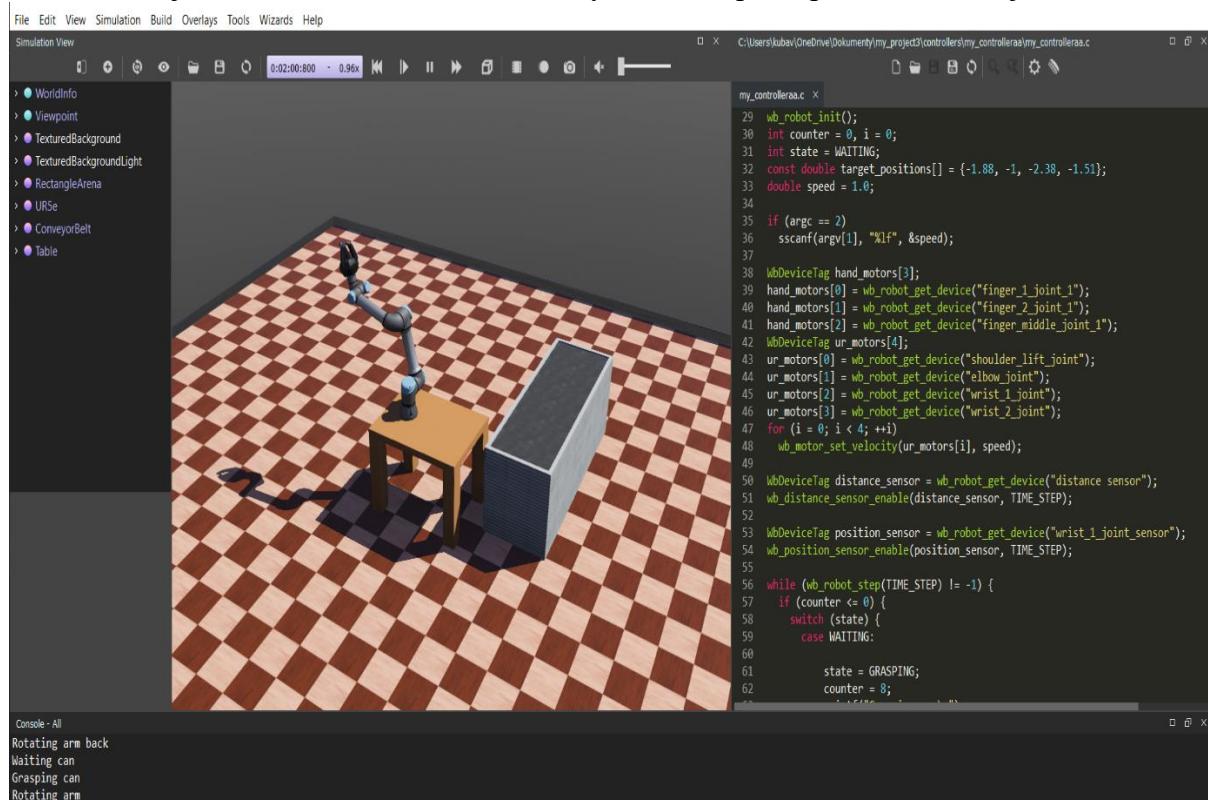 File Edit View Simulation Build Overlays Tools Wizards Help
Simulation View
0:02:00:800 - 0.96x
WorldInfo
Viewpoint
TexturedBackground
TexturedBackgroundLight
RectangleArena
UR5e
ConveyorBelt
Table
C:\Users\kubav\OneDrive\Dokumenty\my_project3\controllers\my_controlleraa\my_controlleraa.c
my_controlleraa.c
29 wb_robot_init();
30 int counter = 0, i = 0;
31 int state = WAITING;
32 const double target_positions[] = {-1.88, -1, -2.38, -1.51};
33 double speed = 1.0;
34
35 if (argc == 2)
36 sscanf(argv[1], "%lf", &speed);
37
38 WbDeviceTag hand_motors[3];
39 hand_motors[0] = wb_robot_get_device("finger_1_joint_1");
40 hand_motors[1] = wb_robot_get_device("finger_2_joint_1");
41 hand_motors[2] = wb_robot_get_device("finger_middle_joint_1");
42 WbDeviceTag ur_motors[4];
43 ur_motors[0] = wb_robot_get_device("shoulder_lift_joint");
44 ur_motors[1] = wb_robot_get_device("elbow_joint");
45 ur_motors[2] = wb_robot_get_device("wrist_1_joint");
46 ur_motors[3] = wb_robot_get_device("wrist_2_joint");
47 for (i = 0; i < 4; ++i)
48 wb_motor_set_velocity(ur_motors[i], speed);
49
50 WbDeviceTag distance_sensor = wb_robot_get_device("distance sensor");
51 wb_distance_sensor_enable(distance_sensor, TIME_STEP);
52
53 WbDeviceTag position_sensor = wb_robot_get_device("wrist_1_joint_sensor");
54 wb_position_sensor_enable(position_sensor, TIME_STEP);
55
56 while (wb_robot_step(TIME_STEP) != -1) {
57 if (counter <= 0) {
58 switch (state) {
59 case WAITING:
60
61 state = GRASPING;
62 counter = 8;
Console - All
Rotating arm back
Waiting can
Grasping can
Rotating arm